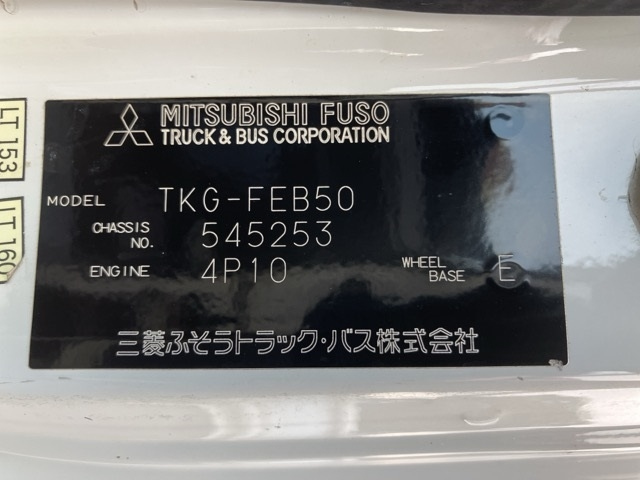 MITSUBISHI FUSO
TRUCK & BUS CORPORATION
MODEL TKG-FEB50
CHASSIS NO. 545253
ENGINE 4P10 WHEEL BASE E
三菱ふそうトラック・バス株式会社
LT 153
LT 160